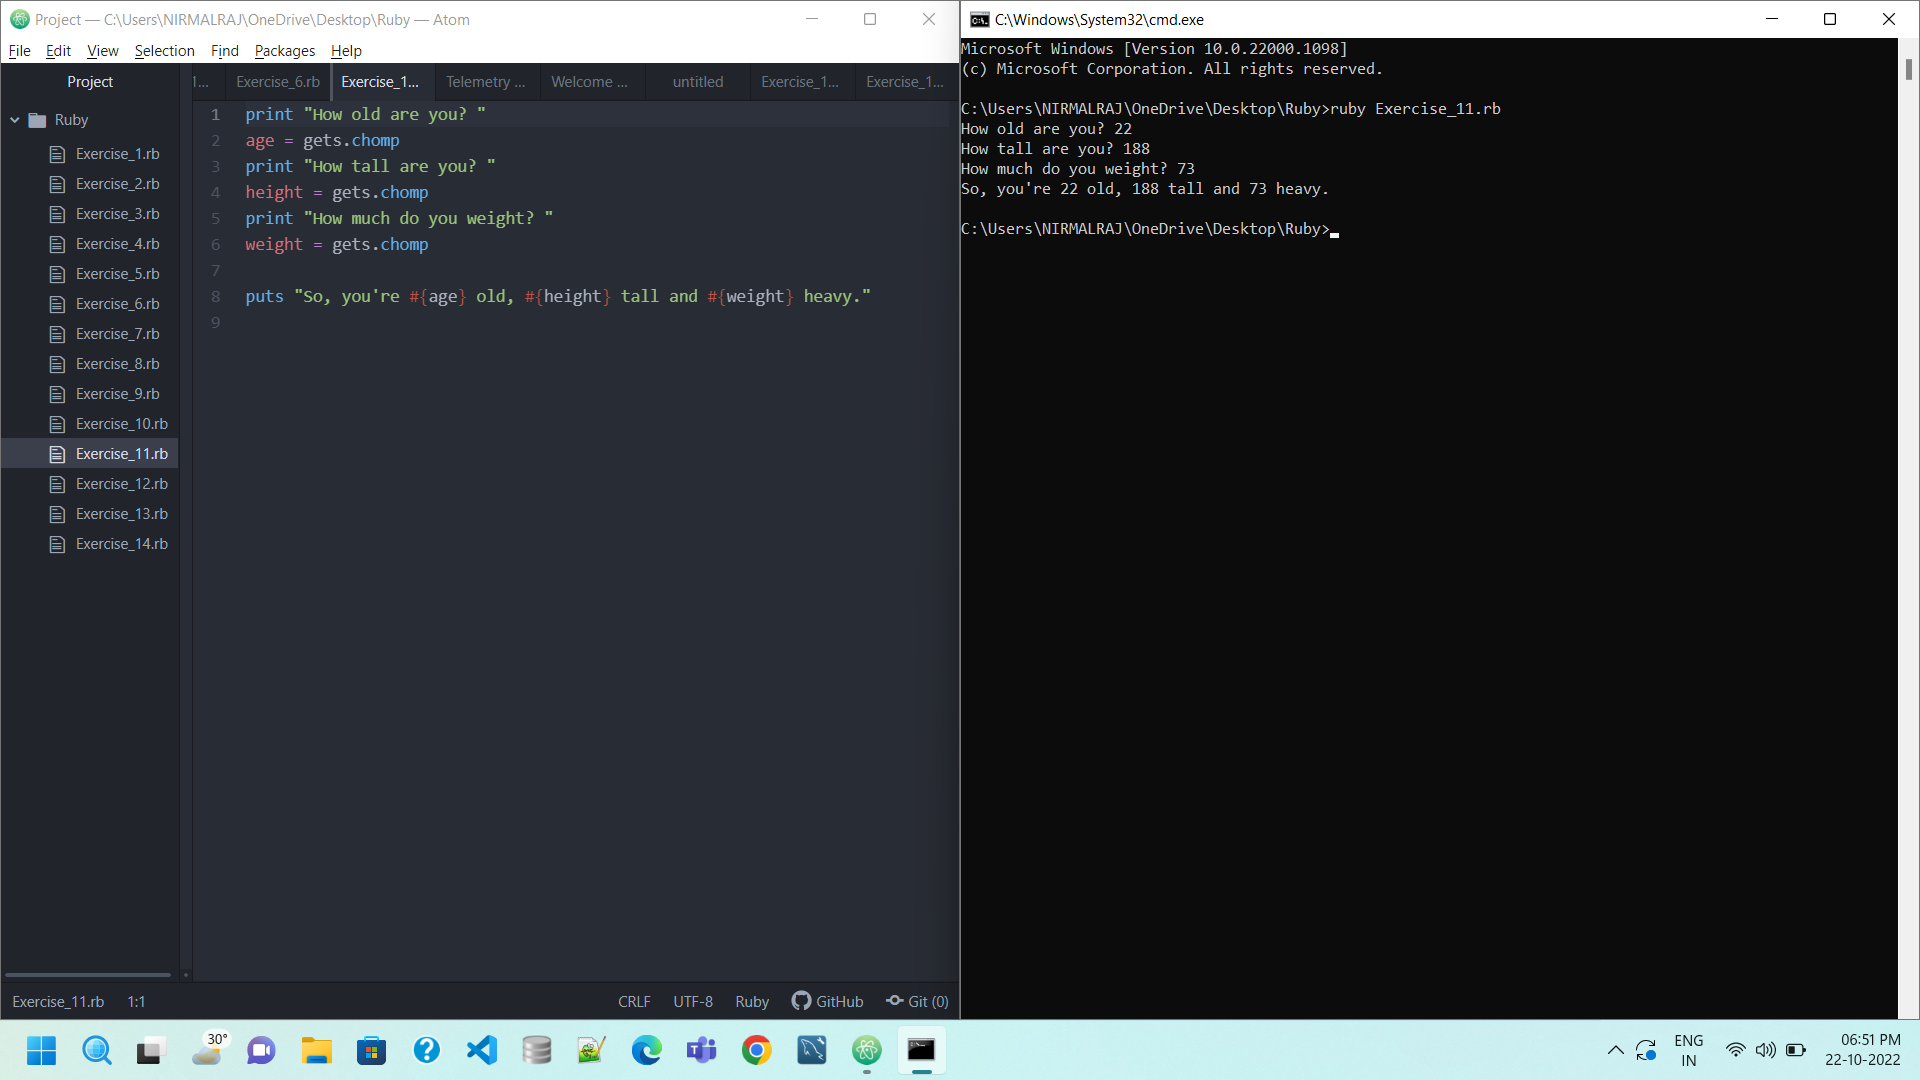 Project — C:\Users\NIRMALRAJ\OneDrive\Desktop\Ruby — Atom
File Edit View Selection Find Packages Help
Project
1... Exercise_6.rb Exercise_1... Telemetry ... Welcome ... untitled Exercise_1... Exercise_1...
Ruby
Exercise_1.rb
Exercise_2.rb
Exercise_3.rb
Exercise_4.rb
Exercise_5.rb
Exercise_6.rb
Exercise_7.rb
Exercise_8.rb
Exercise_9.rb
Exercise_10.rb
Exercise_11.rb
Exercise_12.rb
Exercise_13.rb
Exercise_14.rb
1 print "How old are you? "
2 age = gets.chomp
3 print "How tall are you? "
4 height = gets.chomp
5 print "How much do you weight? "
6 weight = gets.chomp
7
8 puts "So, you're #{age} old, #{height} tall and #{weight} heavy."
9
Exercise_11.rb 1:1 CRLF UTF-8 Ruby GitHub Git (0)
C:\Windows\System32\cmd.exe
Microsoft Windows [Version 10.0.22000.1098]
(c) Microsoft Corporation. All rights reserved.
C:\Users\NIRMALRAJ\OneDrive\Desktop\Ruby>ruby Exercise_11.rb
How old are you? 22
How tall are you? 188
How much do you weight? 73
So, you're 22 old, 188 tall and 73 heavy.
C:\Users\NIRMALRAJ\OneDrive\Desktop\Ruby>
30°
ENG
IN
06:51 PM
22-10-2022